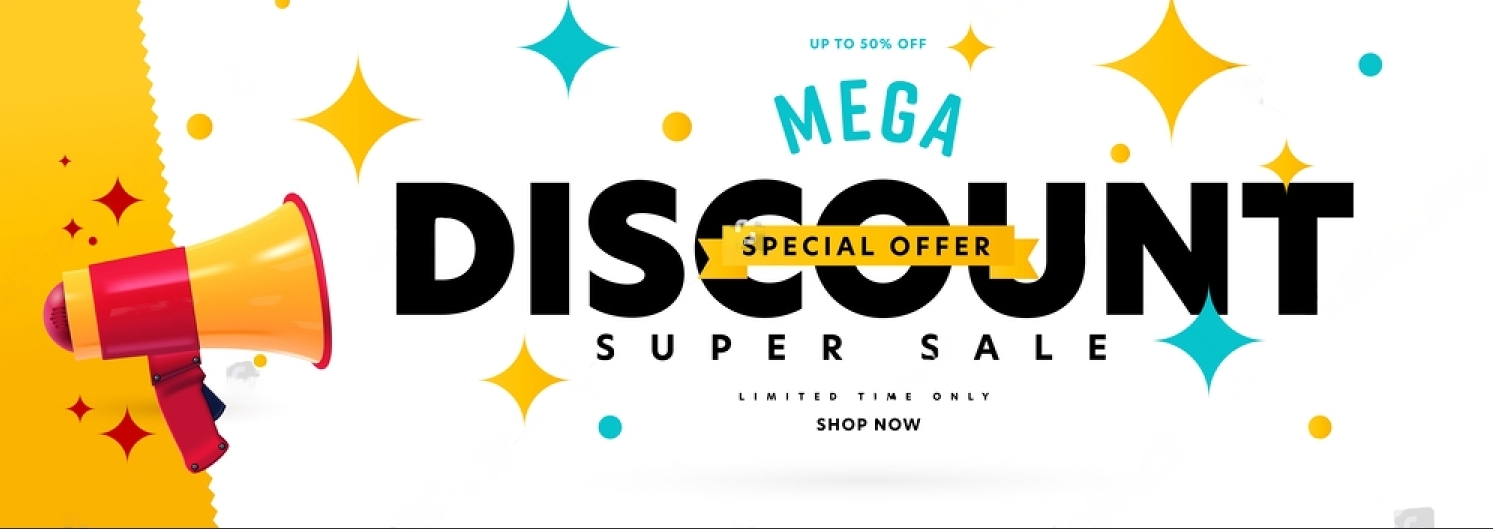 UP TO 50% OFF
MEGA
DISCOUNT
SPECIAL OFFER
SUPER SALE
LIMITED TIME ONLY
SHOP NOW